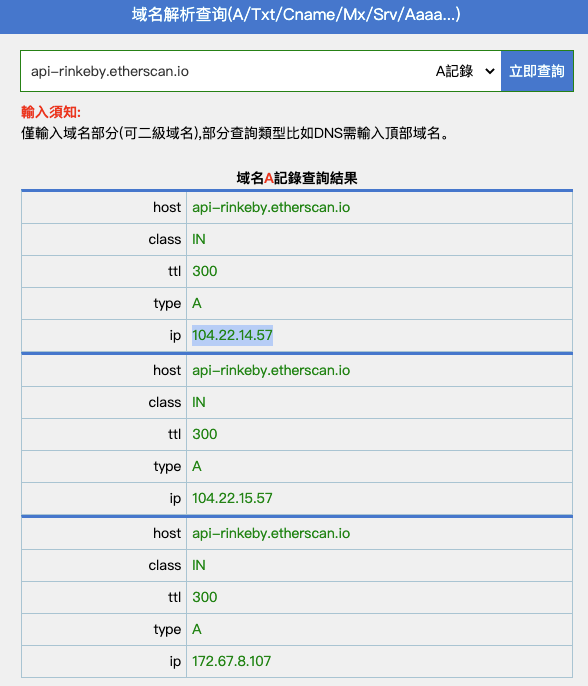 域名解析查询(A/Txt/Cname/Mx/Srv/Aaaa...)
api-rinkeby.etherscan.io A記錄 立即查詢
輸入須知:
僅輸入域名部分(可二級域名),部分查詢類型比如DNS需輸入頂部域名。
域名A記錄查詢結果
host api-rinkeby.etherscan.io
class IN
ttl 300
type A
ip 104.22.14.57
host api-rinkeby.etherscan.io
class IN
ttl 300
type A
ip 104.22.15.57
host api-rinkeby.etherscan.io
class IN
ttl 300
type A
ip 172.67.8.107